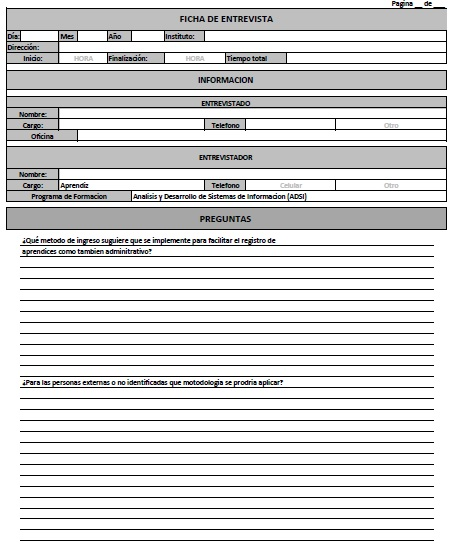 Pagina __ de ___
FICHA DE ENTREVISTA
Día: Mes Año Instituto:
Dirección:
Inicio: HORA Finalización: HORA Tiempo total
INFORMACION
ENTREVISTADO
Nombre:
Cargo: Telefono Otro
Oficina
ENTREVISTADOR
Nombre:
Cargo: Aprendiz Telefono Celular Otro
Programa de Formacion Analisis y Desarrollo de Sistemas de Informacion (ADSI)
PREGUNTAS
¿Qué metodo de ingreso suguiere que se implemente para facilitar el registro de
aprendices como tambien adminitrativo?
¿Para las personas externas o no identificadas que motodologia se prodria aplicar?